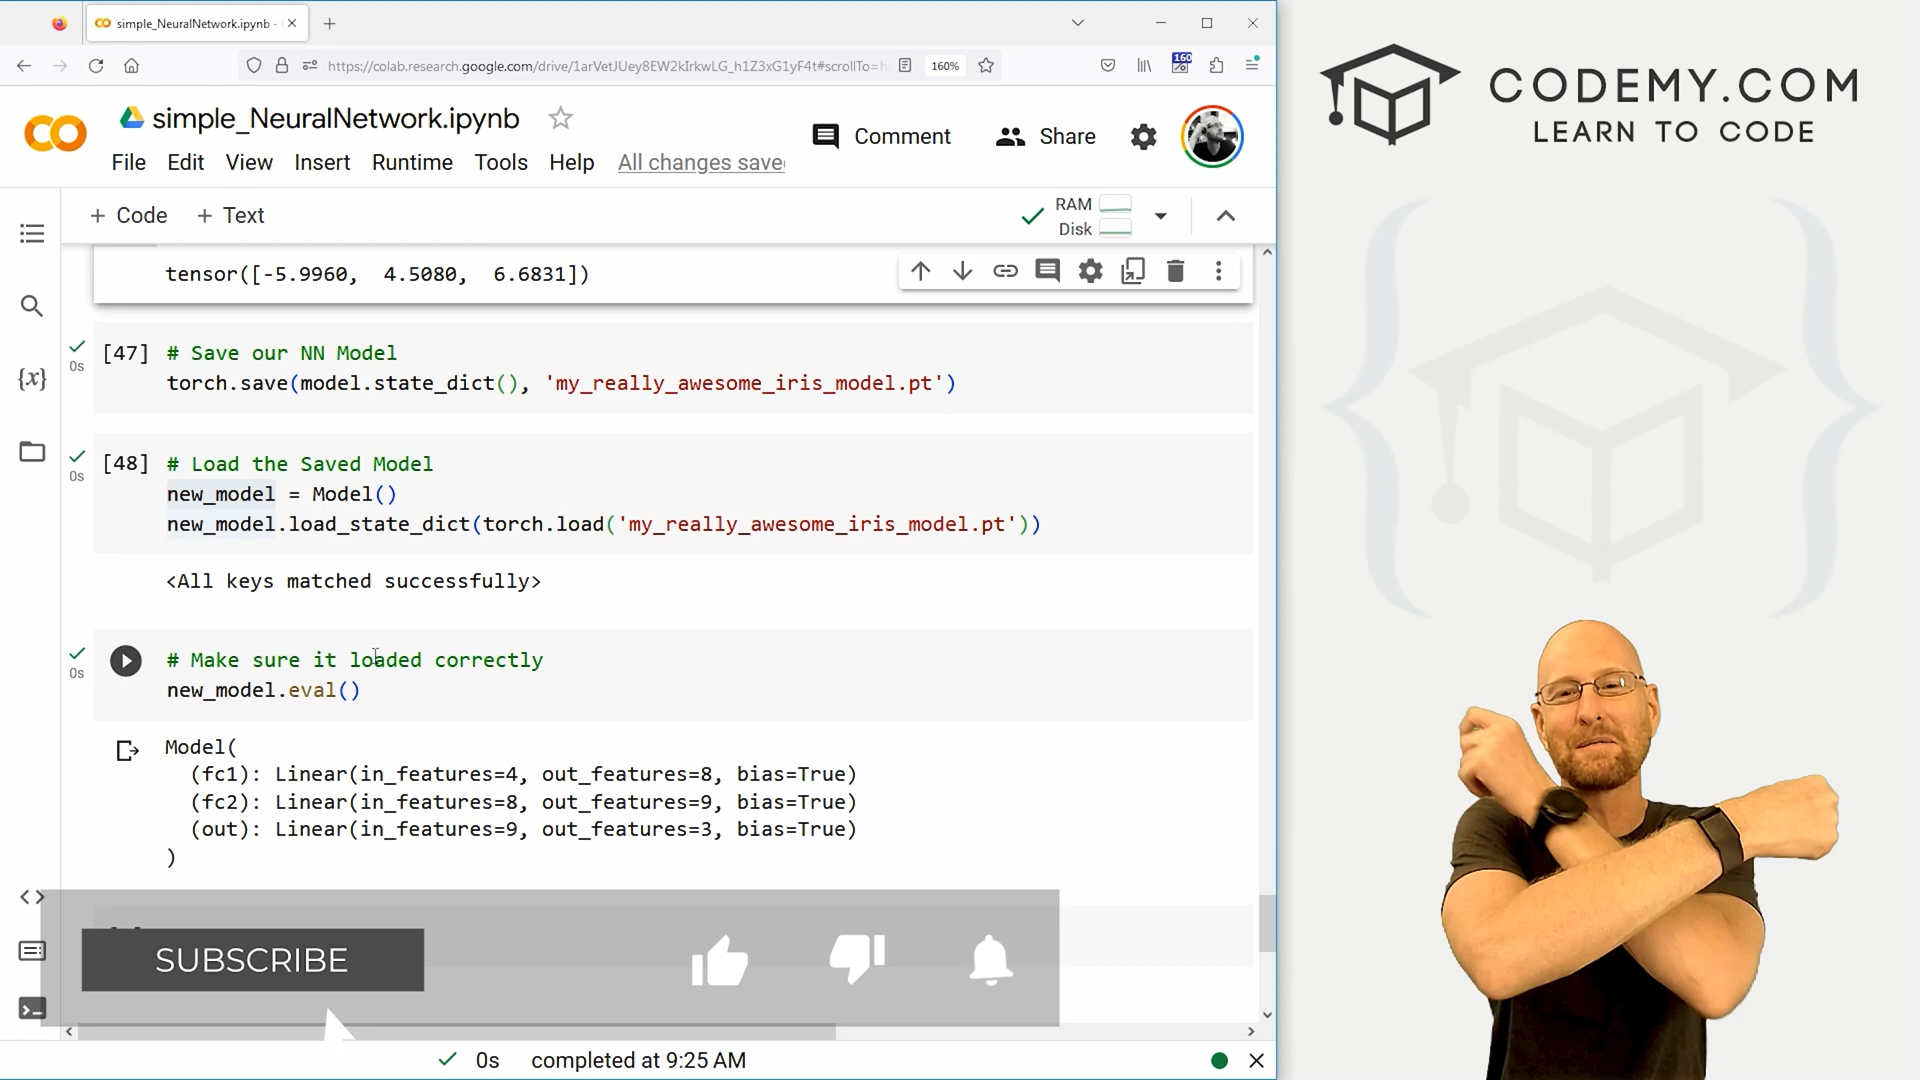 simple_NeuralNetwork.ipynb -
https://colab.research.google.com/drive/1arVetJUey8EW2kIrkwLG_h1Z3xG1yF4t#scrollTo=h
160%
160
simple_NeuralNetwork.ipynb
Comment
Share
File Edit View Insert Runtime Tools Help All changes save
+ Code + Text
RAM
Disk
tensor([-5.9960, 4.5080, 6.6831])
[47] # Save our NN Model
0s
torch.save(model.state_dict(), 'my_really_awesome_iris_model.pt')
[48] # Load the Saved Model
0s
new_model = Model()
new_model.load_state_dict(torch.load('my_really_awesome_iris_model.pt'))
<All keys matched successfully>
# Make sure it loaded correctly
0s
new_model.eval()
Model(
(fc1): Linear(in_features=4, out_features=8, bias=True)
(fc2): Linear(in_features=8, out_features=9, bias=True)
(out): Linear(in_features=9, out_features=3, bias=True)
)
SUBSCRIBE
0s completed at 9:25 AM
CODEMY.COM
LEARN TO CODE